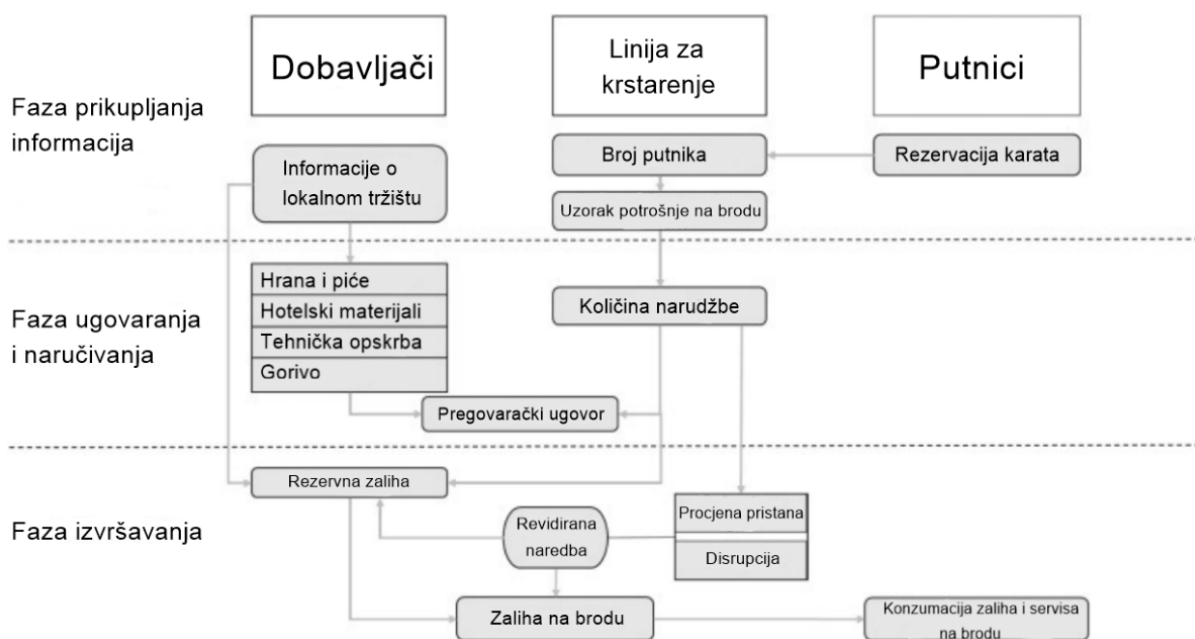 Dobavljači
Linija za
krstarenje
Putnici
Faza prikupljanja
informacija
Informacije o
lokalnom tržištu
Broj putnika
Rezervacija karata
Uzorak potrošnje na brodu
Faza ugovaranja
i naručivanja
Hrana i piće
Hotelski materijali
Tehnička opskrba
Gorivo
Količina narudžbe
Pregovarački ugovor
Faza izvršavanja
Rezervna zaliha
Revidirana
naredba
Procjena pristana
Disrupcija
Zaliha na brodu
Konzumacija zaliha i servisa
na brodu